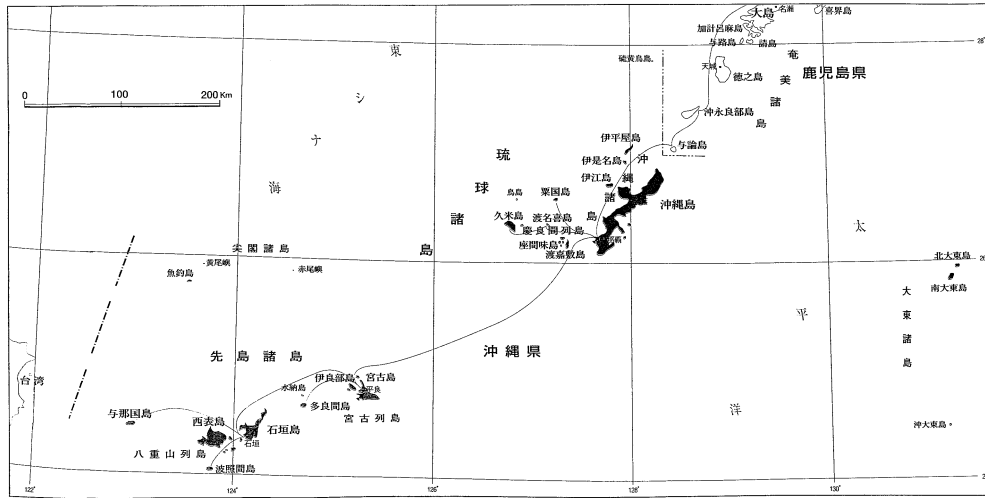 0
100
200 Km
東
シ
ナ
海
大島
名瀬
喜界島
加計呂麻島
与路島
請島
28°
奄
美
諸
島
硫黄鳥島
天城
徳之島
鹿児島県
沖永良部島
与論島
伊平屋島
伊是名島
伊江島
沖
縄
諸
島
沖縄島
那覇
琉
球
諸
島
鳥島
粟国島
久米島
渡名喜島
慶良間列島
座間味島
渡嘉敷島
尖閣諸島
黄尾嶼
魚釣島
赤尾嶼
太
平
洋
26°
北大東島
南大東島
大
東
諸
島
沖大東島
沖縄県
先島諸島
伊良部島
宮古島
平良
水納島
多良間島
宮古列島
台湾
与那国島
西表島
石垣島
石垣
八重山列島
波照間島
122°
124°
126°
128°
130°